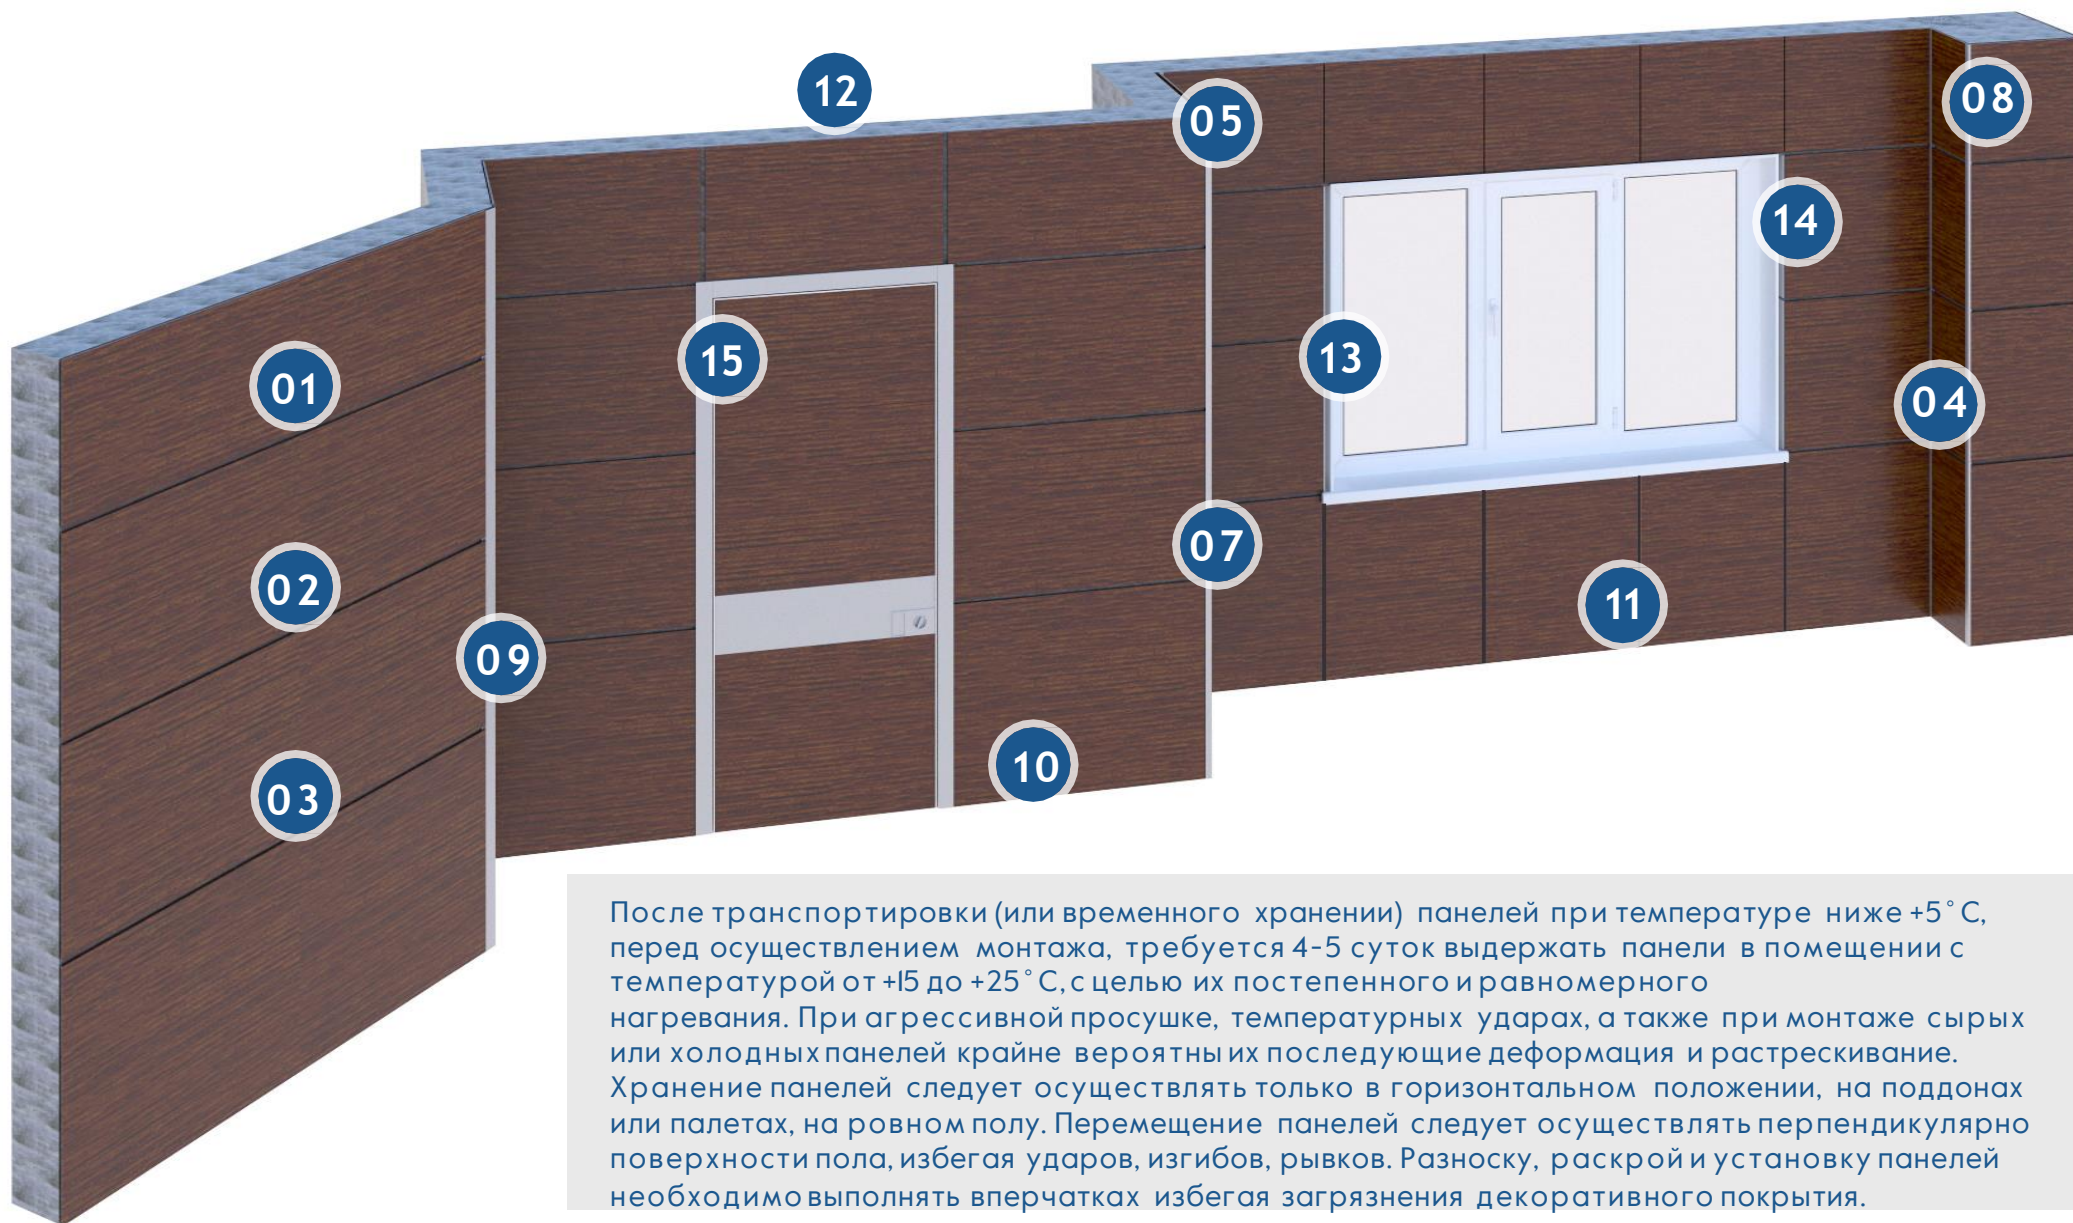 12
05
08
14
01
15
13
04
02
07
11
09
10
03
После транспортировки (или временного хранении) панелей при температуре ниже +5°С,
перед осуществлением монтажа, требуется 4-5 суток выдержать панели в помещении с
температурой от +15 до +25°С, с целью их постепенного и равномерного
нагревания. При агрессивной просушке, температурных ударах, а также при монтаже сырых
или холодных панелей крайне вероятны их последующие деформация и растрескивание.
Хранение панелей следует осуществлять только в горизонтальном положении, на поддонах
или палетах, на ровном полу. Перемещение панелей следует осуществлять перпендикулярно
поверхности пола, избегая ударов, изгибов, рывков. Разноску, раскрой и установку панелей
необходимо выполнять вперчатках избегая загрязнения декоративного покрытия.